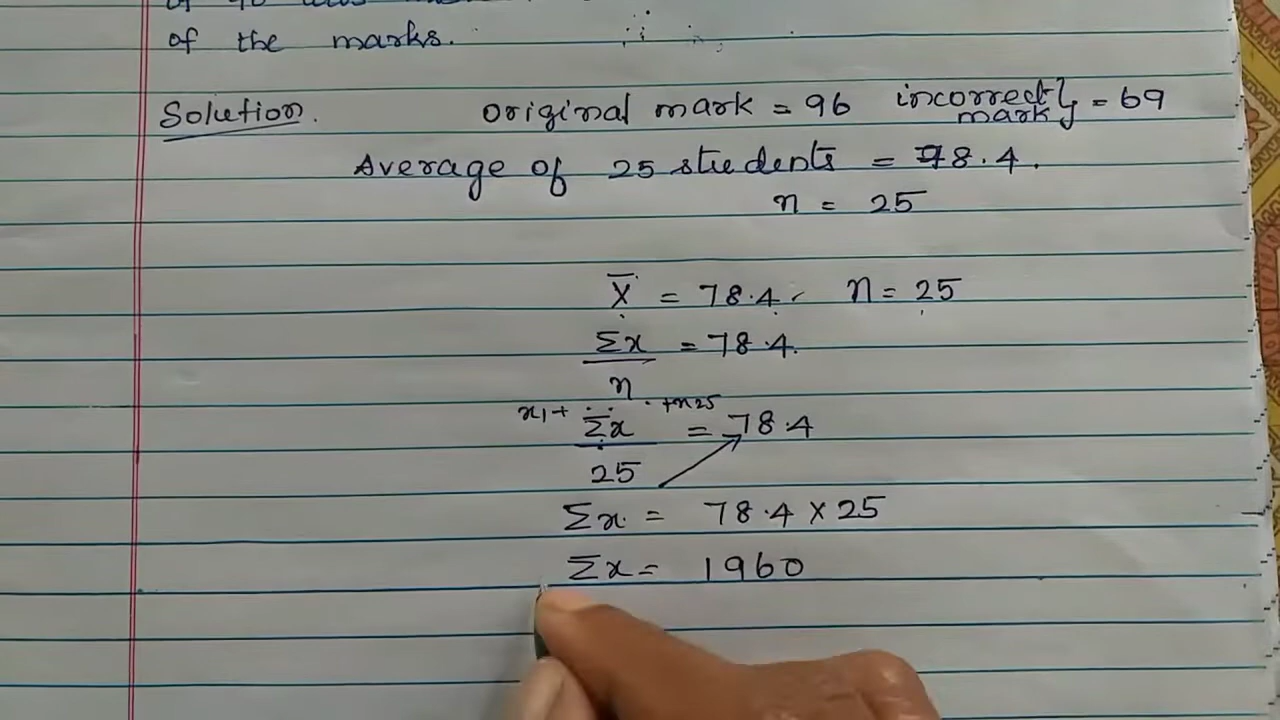 of the marks.
Solution. original mark = 96 incorrect mark } = 69
Average of 25 students = 78.4.
n = 25
X̅ = 78.4 n = 25
Σx/n = 78.4.
x1+ Σx/25 +x25 = 78.4
Σx = 78.4 × 25
Σx = 1960